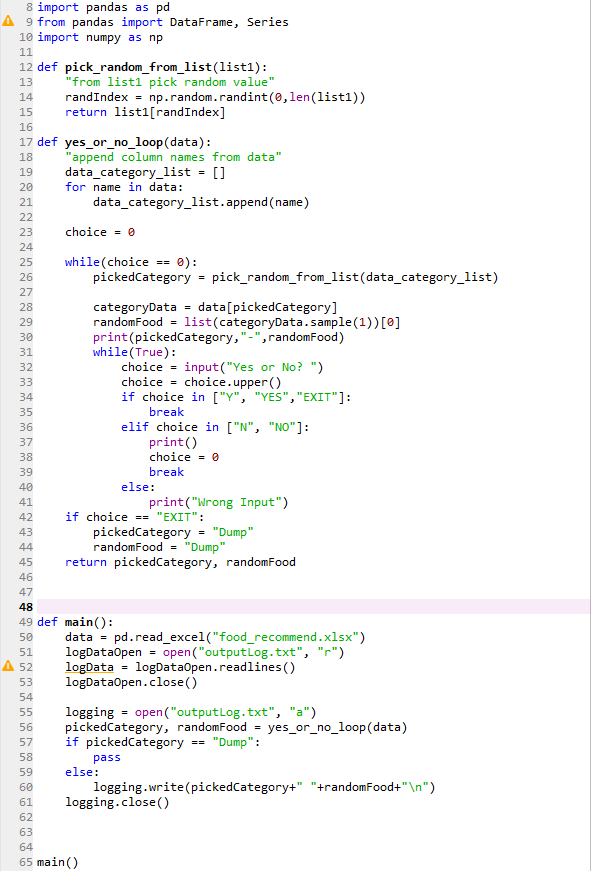 8 import pandas as pd
9 from pandas import DataFrame, Series
10 import numpy as np
11
12 def pick_random_from_list(list1):
13     "from list1 pick random value"
14     randIndex = np.random.randint(0,len(list1))
15     return list1[randIndex]
16
17 def yes_or_no_loop(data):
18     "append column names from data"
19     data_category_list = []
20     for name in data:
21         data_category_list.append(name)
22
23     choice = 0
24
25     while(choice == 0):
26         pickedCategory = pick_random_from_list(data_category_list)
27
28         categoryData = data[pickedCategory]
29         randomFood = list(categoryData.sample(1))[0]
30         print(pickedCategory,"-",randomFood)
31         while(True):
32             choice = input("Yes or No? ")
33             choice = choice.upper()
34             if choice in ["Y", "YES","EXIT"]:
35                 break
36             elif choice in ["N", "NO"]:
37                 print()
38                 choice = 0
39                 break
40             else:
41                 print("Wrong Input")
42     if choice == "EXIT":
43         pickedCategory = "Dump"
44         randomFood = "Dump"
45     return pickedCategory, randomFood
46
47
48
49 def main():
50     data = pd.read_excel("food_recommend.xlsx")
51     logDataOpen = open("outputLog.txt", "r")
52     logData = logDataOpen.readlines()
53     logDataOpen.close()
54
55     logging = open("outputLog.txt", "a")
56     pickedCategory, randomFood = yes_or_no_loop(data)
57     if pickedCategory == "Dump":
58         pass
59     else:
60         logging.write(pickedCategory+" "+randomFood+"\n")
61     logging.close()
62
63
64
65 main()